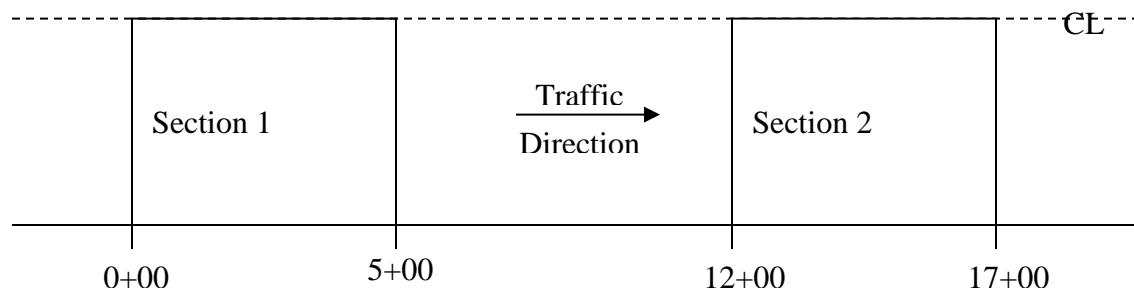 CL
Traffic
Section 1
Section 2
Direction
0+00
5+00
12+00
17+00